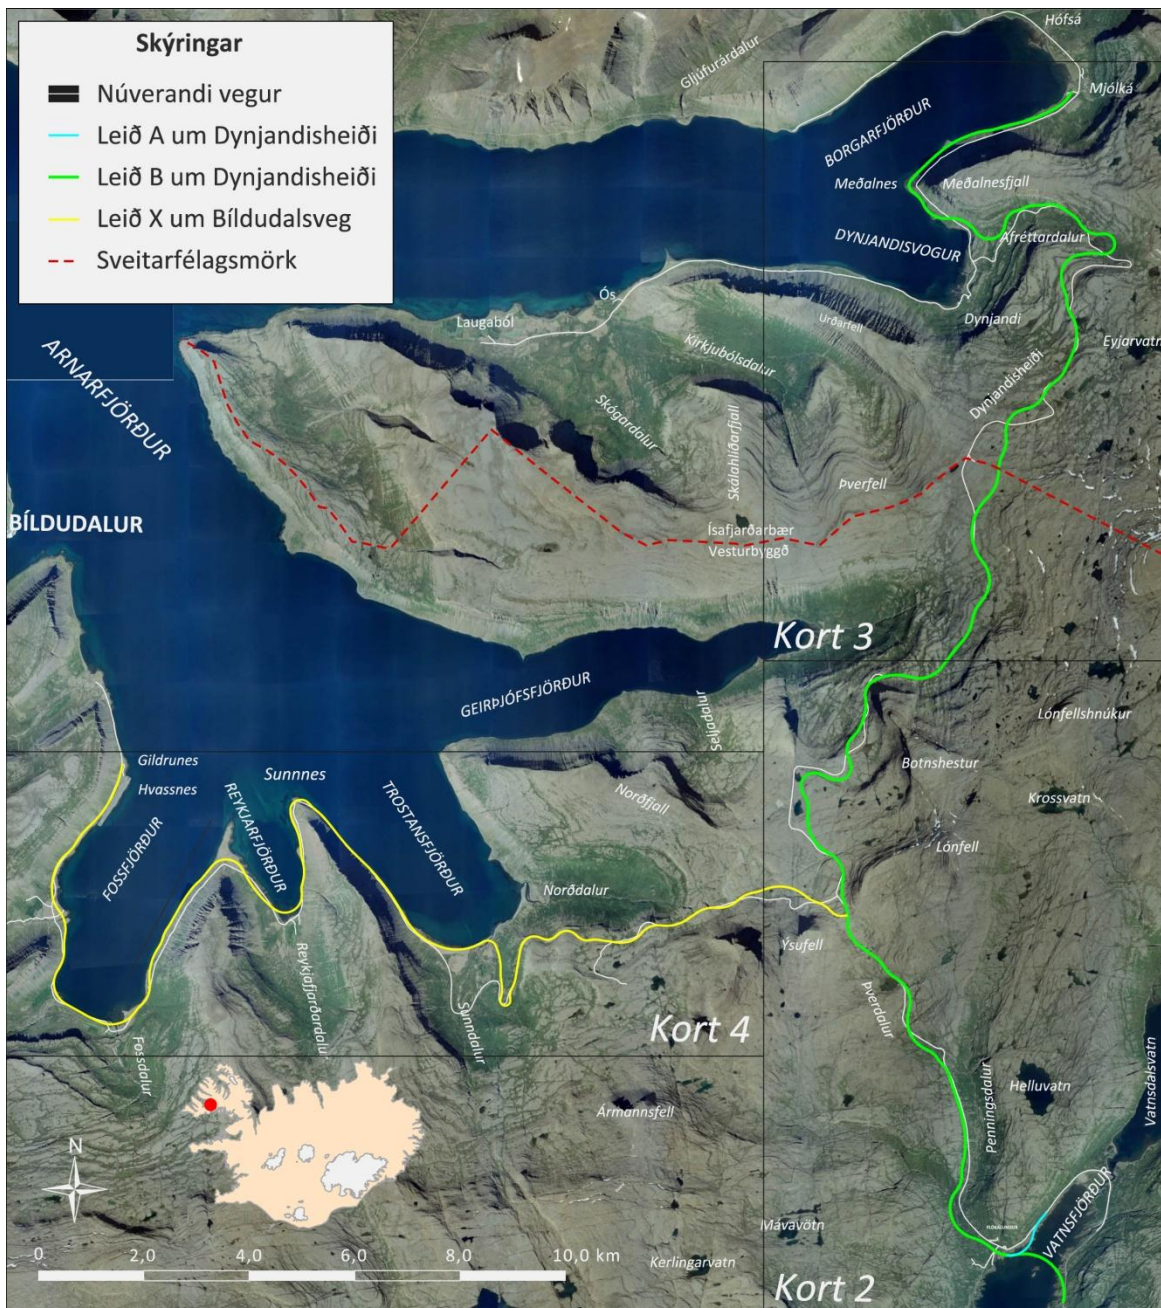 Skýringar
Núverandi vegur
Leið A um Dynjandisheiði
Leið B um Dynjandisheiði
Leið X um Bíldudalsveg
Sveitarfélagsmörk
Hófsá
Gljúfurárdalur
Mjólká
BORGARFJÖRÐUR
Meðalnes
Meðalnesfjall
DYNJANDISVOGUR
Afréttardalur
Ós
Laugaból
Urðarfell
Dynjandi
Eyjarvatn
Kirkjubólsdalur
Dynjandisheiði
ARNARFJÖRÐUR
Skógardalur
Skálahlíðarfjall
Þverfell
BÍLDUDALUR
Ísafjarðarbær
Vesturbyggð
Kort 3
GEIRÞJÓFSFJÖRÐUR
Seljadalur
Lónfellshnúkur
Gildrunes
Hvassnes
Sunnnes
Botnshestur
REYKJARFJÖRÐUR
TROSTANSFJÖRÐUR
Norðfjall
Krossvatn
FOSSFJÖRÐUR
Lónfell
Norðdalur
Ýsufell
Reykjafjarðardalur
Sunndalur
Þverdalur
Kort 4
Fossdalur
Penningsdalur
Helluvatn
Vatnsdalsvatn
Ármannsfell
N
VATNSFJÖRÐUR
Mávavötn
FLÓKALUNDUR
Kerlingarvatn
0 2,0 4,0 6,0 8,0 10,0 km
Kort 2